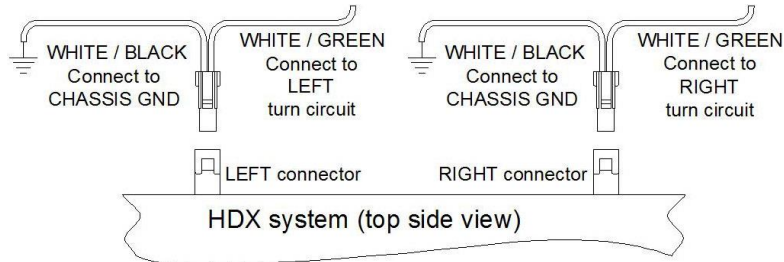 WHITE / BLACK
Connect to
CHASSIS GND
WHITE / GREEN
Connect to
LEFT
turn circuit
WHITE / BLACK
Connect to
CHASSIS GND
WHITE / GREEN
Connect to
RIGHT
turn circuit
LEFT connector
RIGHT connector
HDX system (top side view)